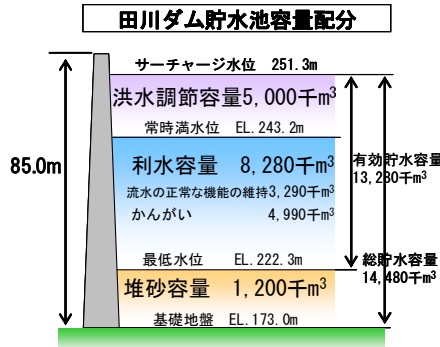 田川ダム貯水池容量配分
サーチャージ水位 251.3m
洪水調節容量5,000千m³
常時満水位 EL.243.2m
85.0m
利水容量 8,280千m³
流水の正常な機能の維持3,290千m³
かんがい 4,990千m³
有効貯水容量
13,280千m³
最低水位 EL.222.3m
総貯水容量
14,480千m³
堆砂容量 1,200千m³
基礎地盤 EL.173.0m